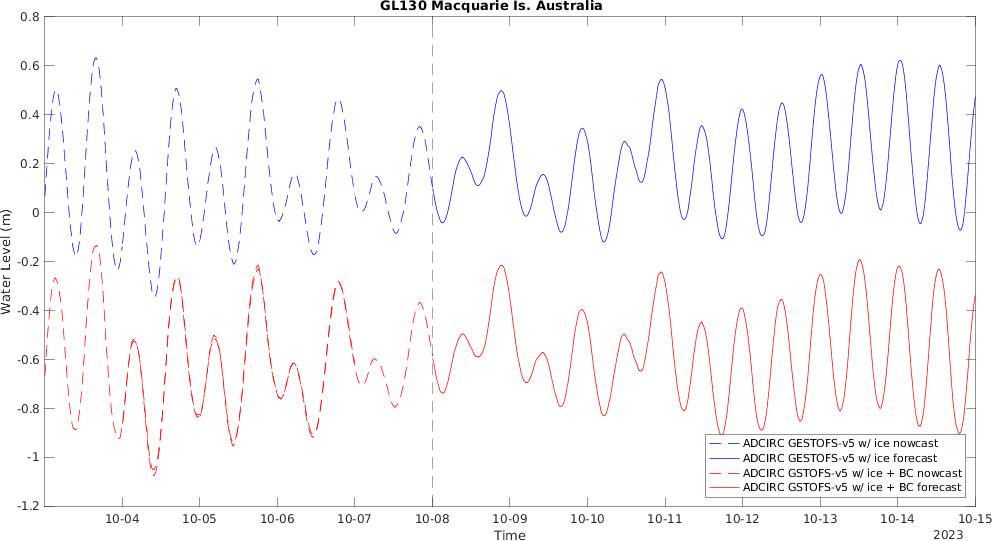 GL130 Macquarie Is. Australia
0.8
0.6
0.4
0.2
0
-0.2
-0.4
-0.6
-0.8
-1
-1.2
Water Level (m)
ADCIRC GESTOFS-v5 w/ ice nowcast
ADCIRC GESTOFS-v5 w/ ice forecast
ADCIRC GSTOFS-v5 w/ ice + BC nowcast
ADCIRC GSTOFS-v5 w/ ice + BC forecast
10-04 10-05 10-06 10-07 10-08 10-09 10-10 10-11 10-12 10-13 10-14 10-15
Time
2023